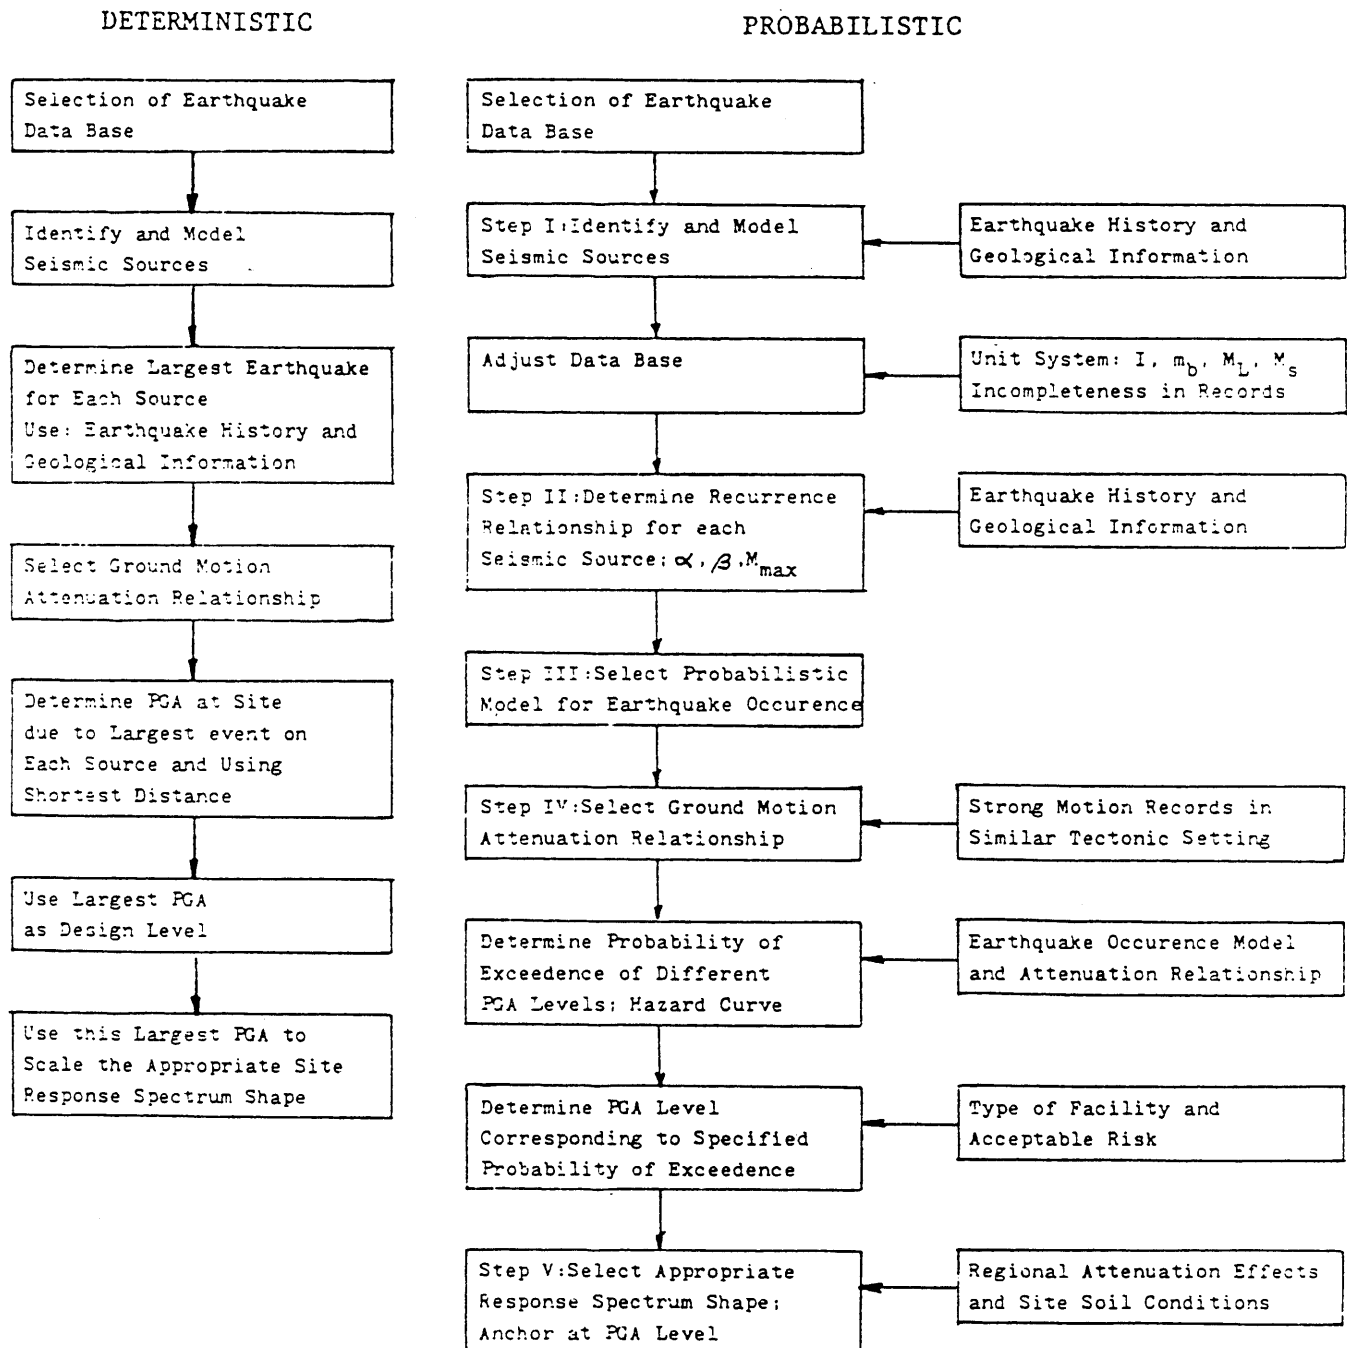 DETERMINISTIC
Selection of Earthquake
Data Base
Identify and Model
Seismic Sources
Determine Largest Earthquake
for Each Source
Use: Earthquake History and
Geological Information
Select Ground Motion
Attenuation Relationship
Determine PGA at Site
due to Largest event on
Each Source and Using
Shortest Distance
Use Largest PGA
as Design Level
Use this Largest PGA to
Scale the Appropriate Site
Response Spectrum Shape
PROBABILISTIC
Selection of Earthquake
Data Base
Step I:Identify and Model
Seismic Sources
Earthquake History and
Geological Information
Adjust Data Base
Unit System: I, m_b, M_L, M_s
Incompleteness in Records
Step II:Determine Recurrence
Relationship for each
Seismic Source: α, β, M_max
Earthquake History and
Geological Information
Step III:Select Probabilistic
Model for Earthquake Occurence
Step IV:Select Ground Motion
Attenuation Relationship
Strong Motion Records in
Similar Tectonic Setting
Determine Probability of
Exceedence of Different
PGA Levels; Hazard Curve
Earthquake Occurence Model
and Attenuation Relationship
Determine PGA Level
Corresponding to Specified
Probability of Exceedence
Type of Facility and
Acceptable Risk
Step V:Select Appropriate
Response Spectrum Shape;
Anchor at PGA Level
Regional Attenuation Effects
and Site Soil Conditions